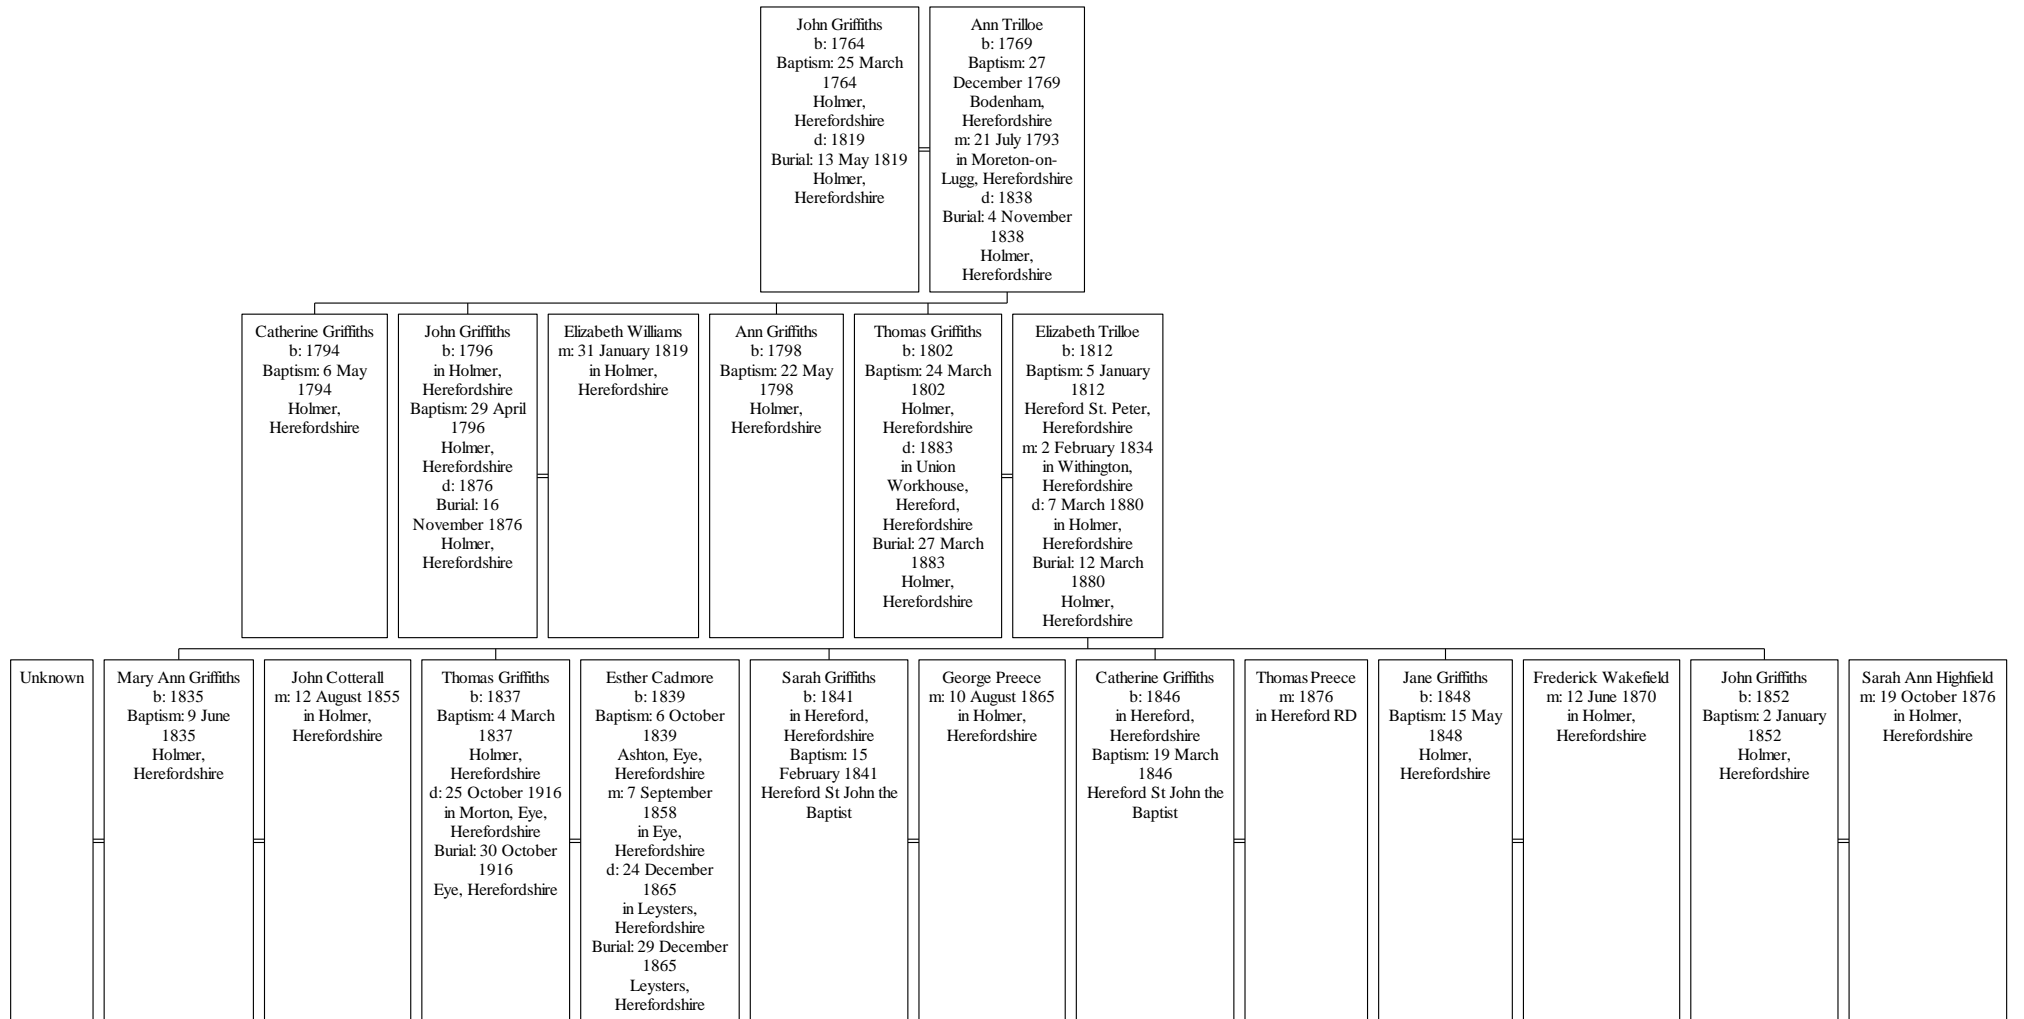 John Griffiths
b: 1764
Baptism: 25 March
1764
Holmer,
Herefordshire
d: 1819
Burial: 13 May 1819
Holmer,
Herefordshire
Ann Trilloe
b: 1769
Baptism: 27
December 1769
Bodenham,
Herefordshire
m: 21 July 1793
in Moreton-on-
Lugg, Herefordshire
d: 1838
Burial: 4 November
1838
Holmer,
Herefordshire
Catherine Griffiths
b: 1794
Baptism: 6 May
1794
Holmer,
Herefordshire
John Griffiths
b: 1796
in Holmer,
Herefordshire
Baptism: 29 April
1796
Holmer,
Herefordshire
d: 1876
Burial: 16
November 1876
Holmer,
Herefordshire
Elizabeth Williams
m: 31 January 1819
in Holmer,
Herefordshire
Ann Griffiths
b: 1798
Baptism: 22 May
1798
Holmer,
Herefordshire
Thomas Griffiths
b: 1802
Baptism: 24 March
1802
Holmer,
Herefordshire
d: 1883
in Union
Workhouse,
Hereford,
Herefordshire
Burial: 27 March
1883
Holmer,
Herefordshire
Elizabeth Trilloe
b: 1812
Baptism: 5 January
1812
Hereford St. Peter,
Herefordshire
m: 2 February 1834
in Withington,
Herefordshire
d: 7 March 1880
in Holmer,
Herefordshire
Burial: 12 March
1880
Holmer,
Herefordshire
Unknown
Mary Ann Griffiths
b: 1835
Baptism: 9 June
1835
Holmer,
Herefordshire
John Cotterall
m: 12 August 1855
in Holmer,
Herefordshire
Thomas Griffiths
b: 1837
Baptism: 4 March
1837
Holmer,
Herefordshire
d: 25 October 1916
in Morton, Eye,
Herefordshire
Burial: 30 October
1916
Eye, Herefordshire
Esther Cadmore
b: 1839
Baptism: 6 October
1839
Ashton, Eye,
Herefordshire
m: 7 September
1858
in Eye,
Herefordshire
d: 24 December
1865
in Leysters,
Herefordshire
Burial: 29 December
1865
Leysters,
Herefordshire
Sarah Griffiths
b: 1841
in Hereford,
Herefordshire
Baptism: 15
February 1841
Hereford St John the
Baptist
George Preece
m: 10 August 1865
in Holmer,
Herefordshire
Catherine Griffiths
b: 1846
in Hereford,
Herefordshire
Baptism: 19 March
1846
Hereford St John the
Baptist
Thomas Preece
m: 1876
in Hereford RD
Jane Griffiths
b: 1848
Baptism: 15 May
1848
Holmer,
Herefordshire
Frederick Wakefield
m: 12 June 1870
in Holmer,
Herefordshire
John Griffiths
b: 1852
Baptism: 2 January
1852
Holmer,
Herefordshire
Sarah Ann Highfield
m: 19 October 1876
in Holmer,
Herefordshire